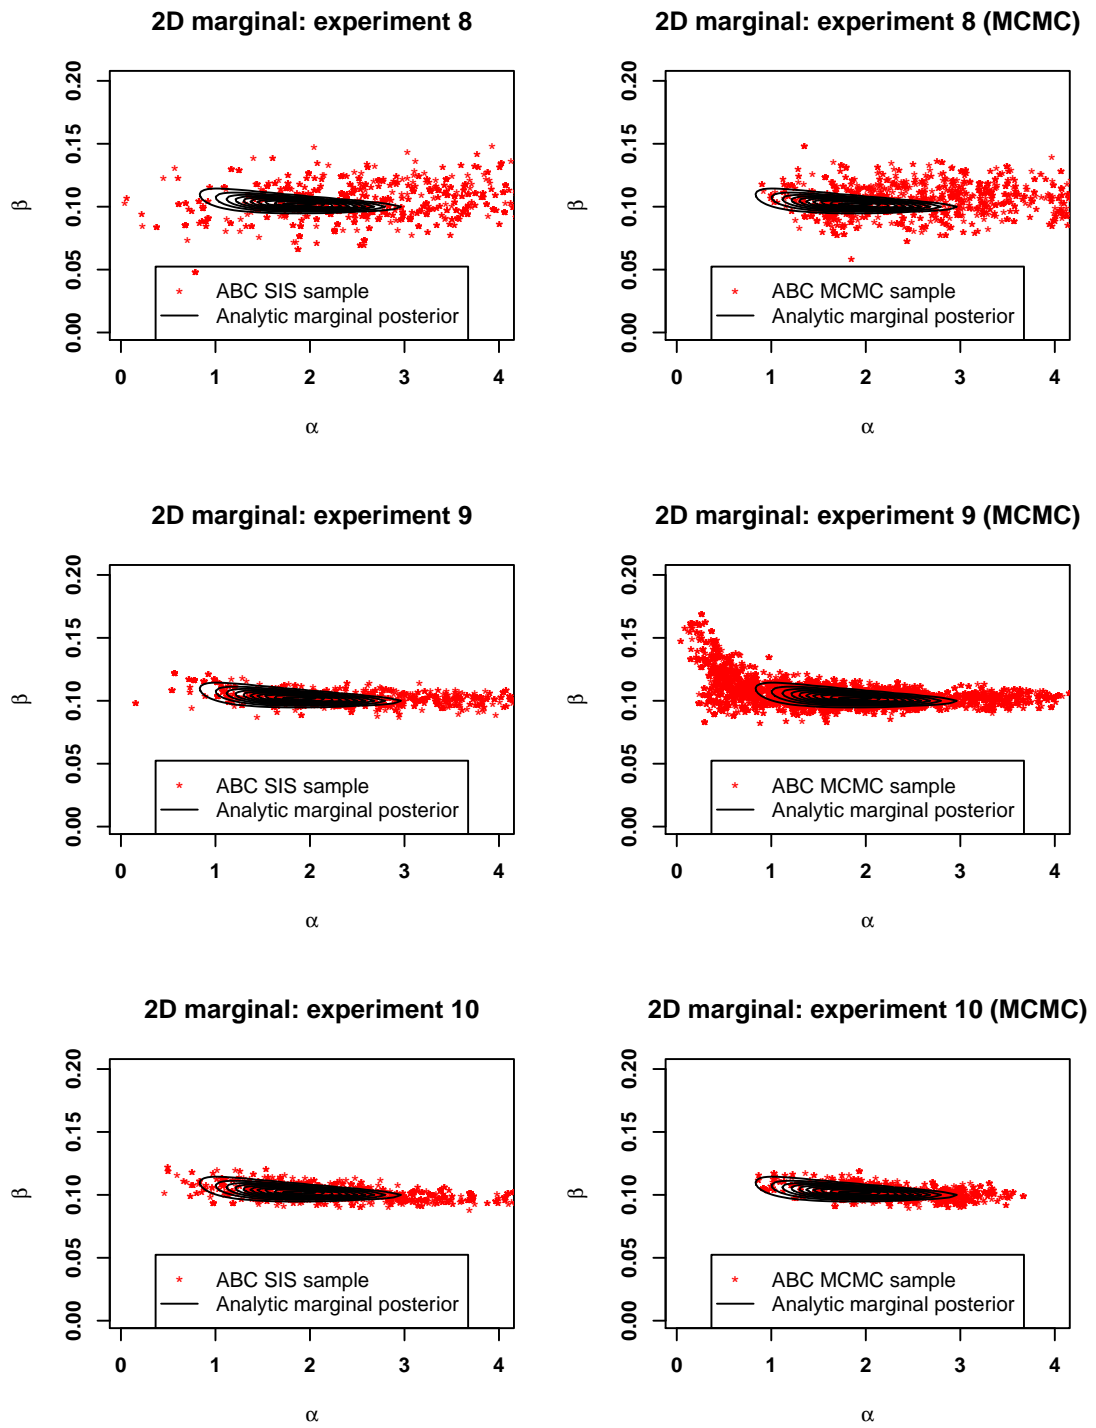 2D marginal: experiment 8
0.20
0.15
0.10
0.05
0.00
β
ABC SIS sample
Analytic marginal posterior
0 1 2 3 4
α
2D marginal: experiment 8 (MCMC)
0.20
0.15
0.10
0.05
0.00
β
ABC MCMC sample
Analytic marginal posterior
0 1 2 3 4
α
2D marginal: experiment 9
0.20
0.15
0.10
0.05
0.00
β
ABC SIS sample
Analytic marginal posterior
0 1 2 3 4
α
2D marginal: experiment 9 (MCMC)
0.20
0.15
0.10
0.05
0.00
β
ABC MCMC sample
Analytic marginal posterior
0 1 2 3 4
α
2D marginal: experiment 10
0.20
0.15
0.10
0.05
0.00
β
ABC SIS sample
Analytic marginal posterior
0 1 2 3 4
α
2D marginal: experiment 10 (MCMC)
0.20
0.15
0.10
0.05
0.00
β
ABC MCMC sample
Analytic marginal posterior
0 1 2 3 4
α